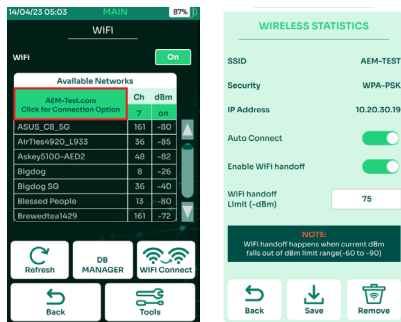 14/04/23 05:03 MAIN 87%
WIFI
WIFI On
Available Networks Ch dBm
AEM-Test.com
Click for Connection Option 7 on
ASUS_C8_5G 161 -80
AirTies4920_L933 36 -85
Askey5100-AED2 48 -82
Bigdog 8 -26
Bigdog SG 36 -40
Blessed People 13 -80
Brewedtea1429 161 -72
Refresh
DB MANAGER
WIFI Connect
Back
Tools
WIRELESS STATISTICS
SSID AEM-TEST
Security WPA-PSK
IP Address 10.20.30.19
Auto Connect
Enable WiFi handoff
WiFi handoff
Limit (-dBm) 75
NOTE:
WiFi handoff happens when current dBm
falls out of dBm limit range(-60 to -90)
Back
Save
Remove